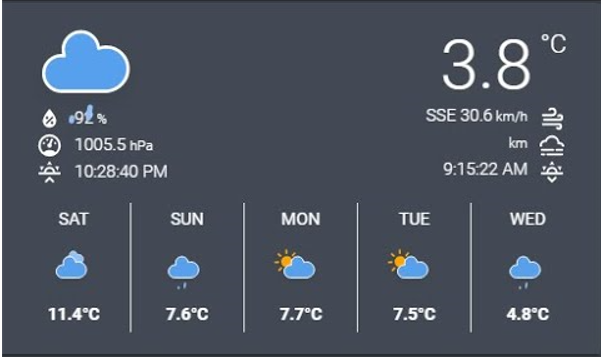 3.8 °C
92 %
SSE 30.6 km/h
1005.5 hPa
km
10:28:40 PM
9:15:22 AM
SAT SUN MON TUE WED
11.4°C 7.6°C 7.7°C 7.5°C 4.8°C